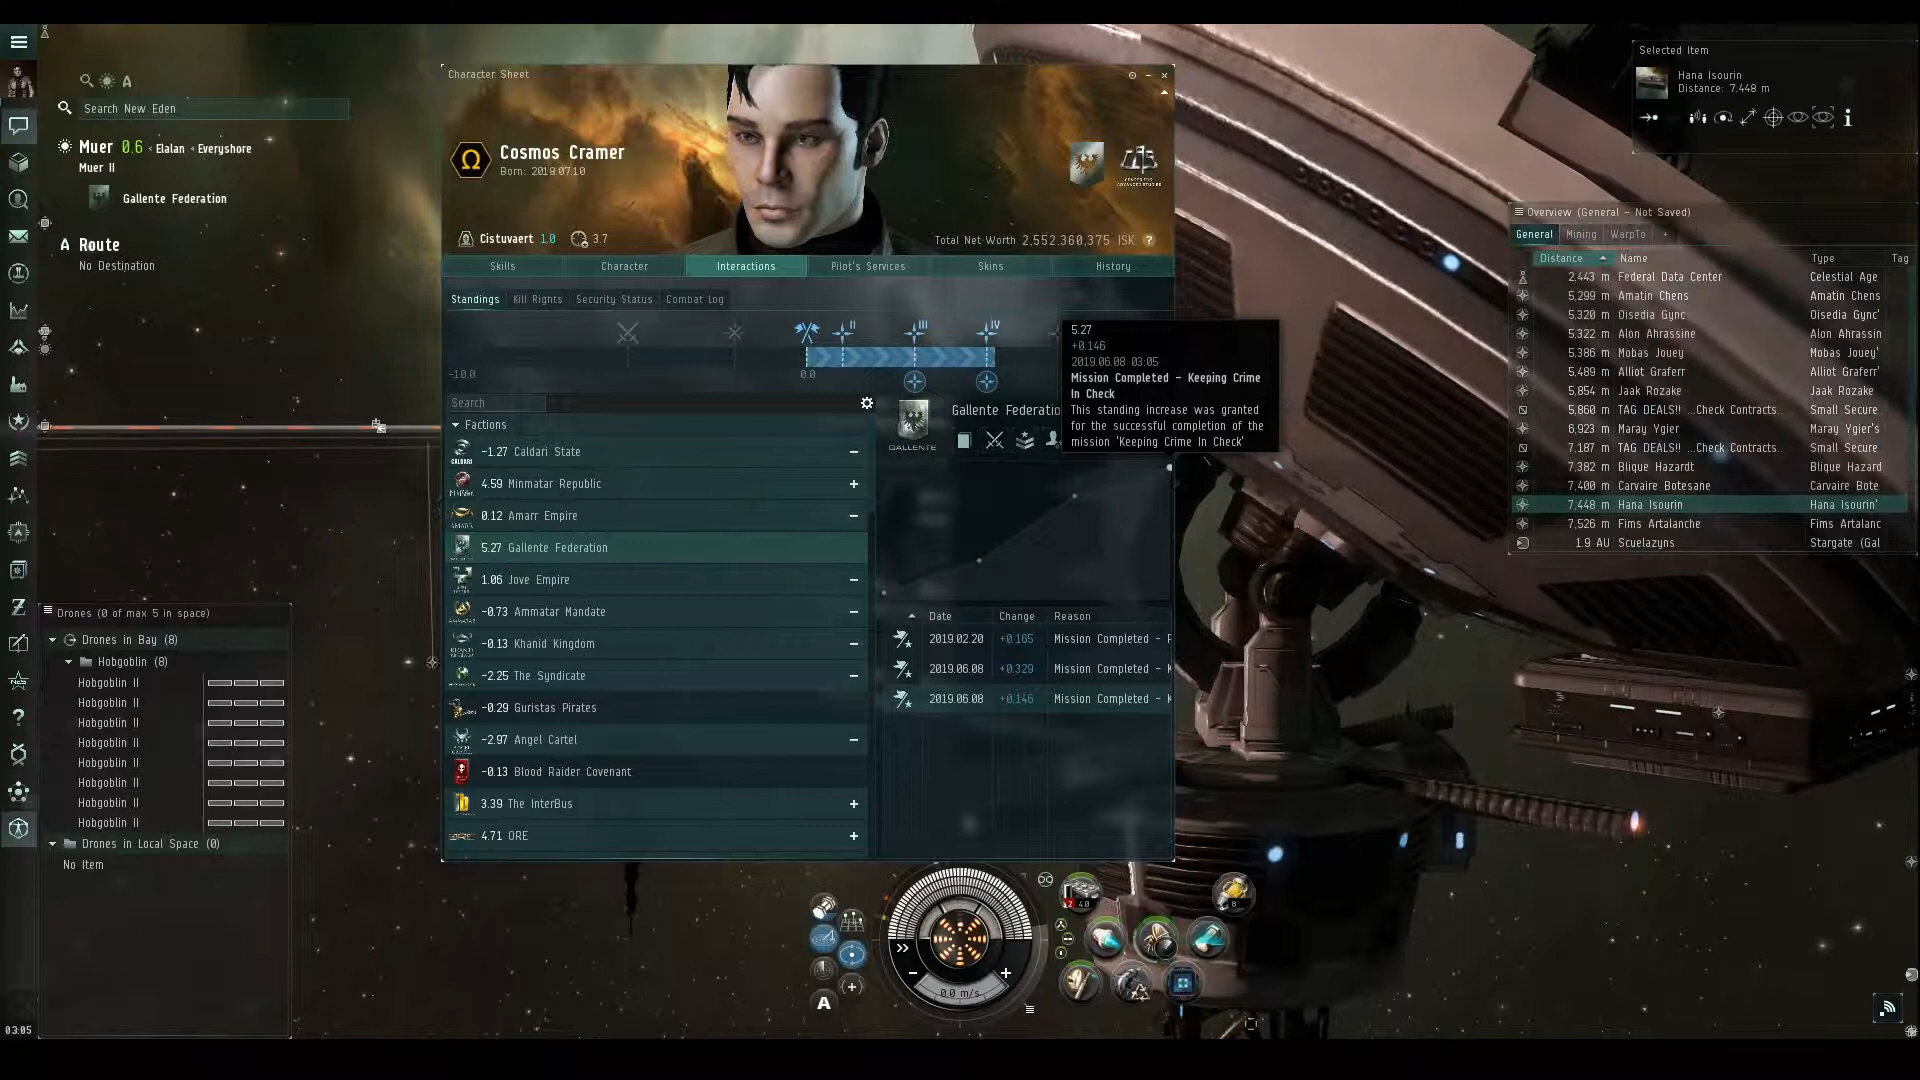 Search New Eden
Muer 0.6 < Elalan < Everyshore
Muer II
Gallente Federation
A Route
No Destination
Drones (0 of max 5 in space)
Drones in Bay (8)
Hobgoblin (8)
Hobgoblin II
Hobgoblin II
Hobgoblin II
Hobgoblin II
Hobgoblin II
Hobgoblin II
Hobgoblin II
Hobgoblin II
Drones in Local Space (0)
No Item
03:05
Character Sheet
Cosmos Cramer
Born: 2018.07.10
CENTER FOR
ADVANCED STUDIES
Cistuvaert 1.0
3.7
Total Net Worth 2,552,360,375 ISK ?
Skills
Character
Interactions
Pilot's Services
Skins
History
Standings
Kill Rights
Security Status
Combat Log
II
III
IV
-10.0
0.0
Search
Factions
-1.27 Caldari State
4.59 Minmatar Republic
0.12 Amarr Empire
5.27 Gallente Federation
1.06 Jove Empire
-0.73 Ammatar Mandate
-0.13 Khanid Kingdom
-2.25 The Syndicate
-0.29 Guristas Pirates
-2.97 Angel Cartel
-0.13 Blood Raider Covenant
3.39 The InterBus
4.71 ORE
Gallente Federatio
GALLENTE
5.27
+0.146
2019.06.08 03:05
Mission Completed - Keeping Crime
In Check
This standing increase was granted
for the successful completion of the
mission 'Keeping Crime In Check'
Date Change Reason
2019.02.20 +0.165 Mission Completed -
2019.06.08 +0.329 Mission Completed - K
2019.06.08 +0.146 Mission Completed - K
0.0 m/s
A
2 40
8
Selected Item
Hana Isourin
Distance: 7,448 m
Overview (General - Not Saved)
General Mining WarpTo +
Distance Name Type Tag
2,443 m Federal Data Center Celestial Age
5,299 m Amatin Chens Amatin Chens
5,320 m Oisedia Gync Oisedia Gync'
5,322 m Alon Ahrassine Alon Ahrassin
5,386 m Mobas Jouey Mobas Jouey'
5,489 m Alliot Graferr Alliot Graferr'
5,854 m Jaak Rozake Jaak Rozake
5,860 m TAG DEALS!! ...Check Contracts.. Small Secure
6,923 m Maray Ygier Maray Ygier's
7,187 m TAG DEALS!! ...Check Contracts.. Small Secure
7,382 m Blique Hazardt Blique Hazard
7,400 m Carvaire Botesane Carvaire Bote
7,448 m Hana Isourin Hana Isourin'
7,526 m Fims Artalanche Fims Artalanc
1.9 AU Scuelazyns Stargate (Gal